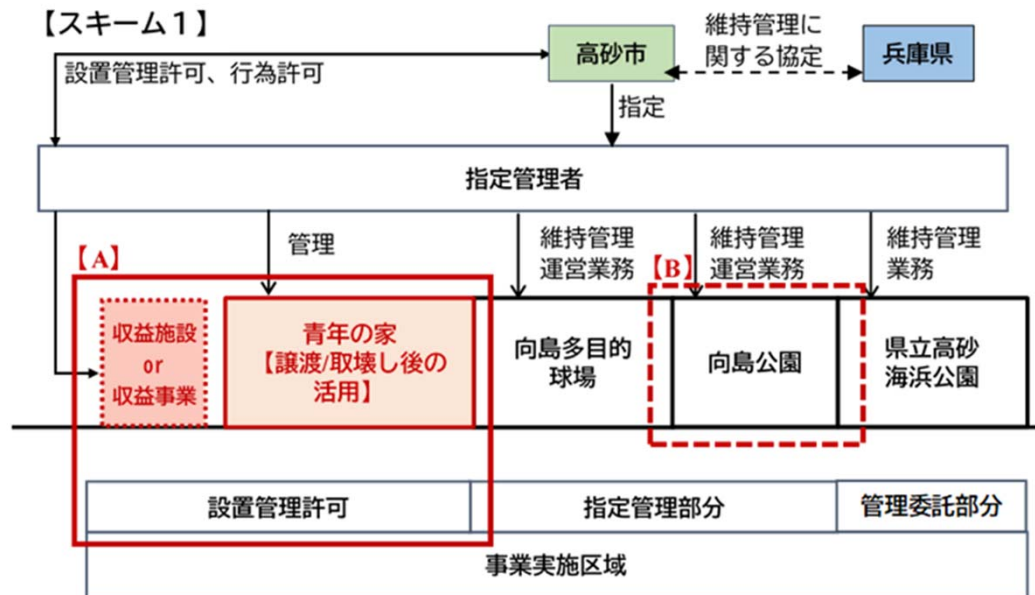 【スキーム1】
高砂市
維持管理に
関する協定
兵庫県
設置管理許可、行為許可
指定
指定管理者
【A】
管理
維持管理
運営業務
【B】
維持管理
運営業務
維持管理
業務
収益施設
or
収益事業
青年の家
【譲渡/取壊し後の
活用】
向島多目的
球場
向島公園
県立高砂
海浜公園
設置管理許可
指定管理部分
管理委託部分
事業実施区域